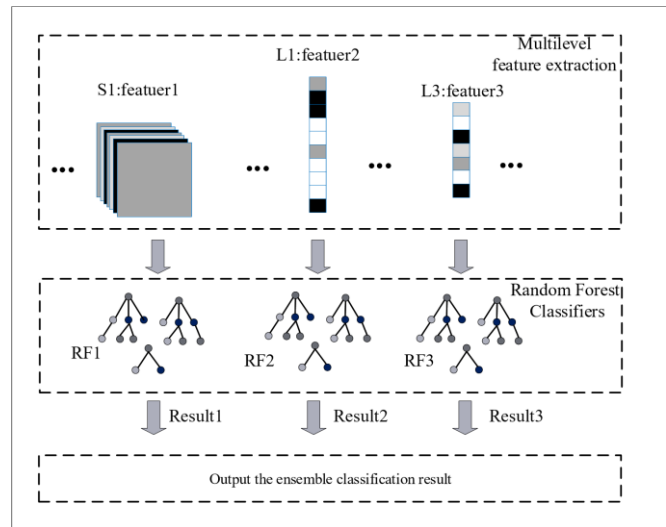 Multilevel
feature extraction
S1:featuer1
L1:featuer2
L3:featuer3
Random Forest
Classifiers
RF1
RF2
RF3
Result1
Result2
Result3
Output the ensemble classification result